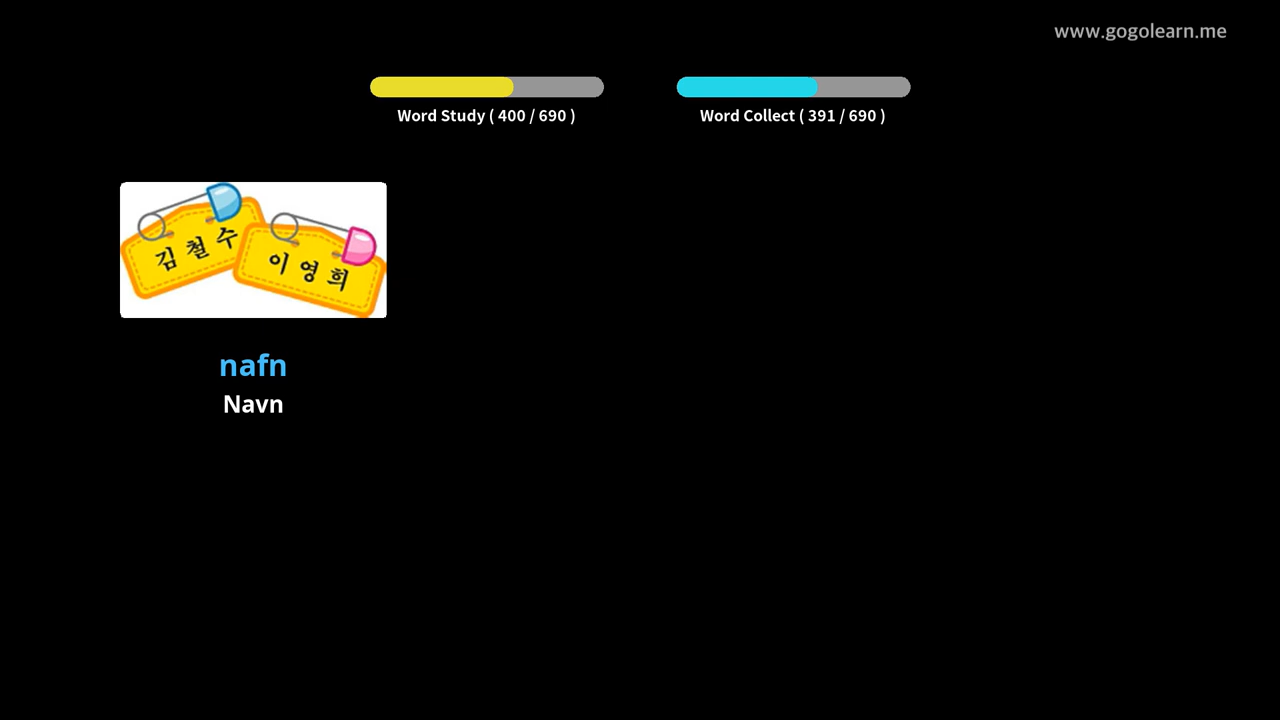 www.gogolearn.me
Word Study ( 400 / 690 )
Word Collect ( 391 / 690 )
김철수
이영희
nafn
Navn